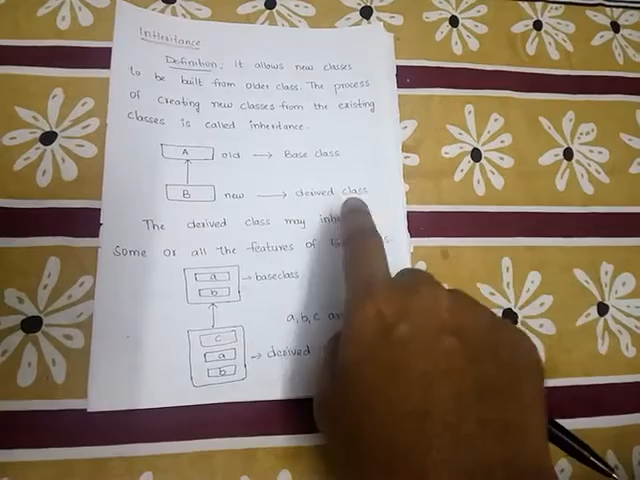 Inheritance
Definition: It allows new classes
to be built from older class. The process
of creating new classes from the existing
classes is called inheritance.
A old → Base class
B new → derived class
The derived class may inh
Some or all the features of
a
b → baseclass
c
a
b → derived
a, b, c